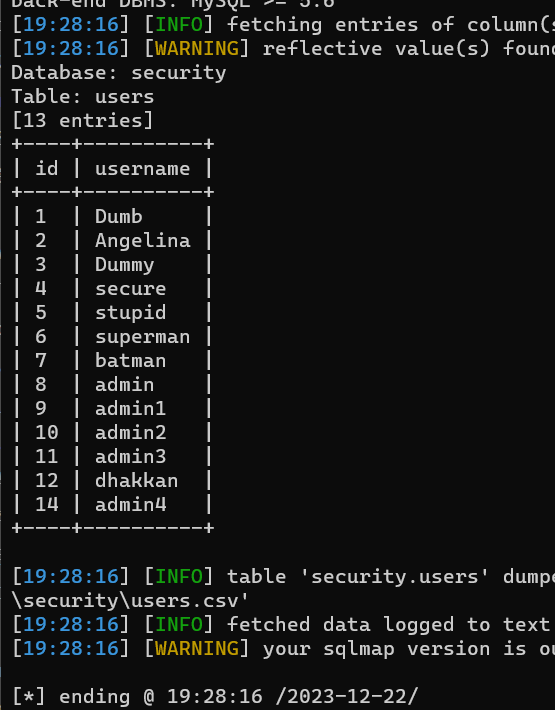 back-end DBMS: MySQL >= 5.6
[19:28:16] [INFO] fetching entries of column(s
[19:28:16] [WARNING] reflective value(s) foun
Database: security
Table: users
[13 entries]
+----+----------+
| id | username |
+----+----------+
| 1  | Dumb     |
| 2  | Angelina |
| 3  | Dummy    |
| 4  | secure   |
| 5  | stupid   |
| 6  | superman |
| 7  | batman   |
| 8  | admin    |
| 9  | admin1   |
| 10 | admin2   |
| 11 | admin3   |
| 12 | dhakkan  |
| 14 | admin4   |
+----+----------+
[19:28:16] [INFO] table 'security.users' dumpe
\security\users.csv'
[19:28:16] [INFO] fetched data logged to text
[19:28:16] [WARNING] your sqlmap version is ou
[*] ending @ 19:28:16 /2023-12-22/